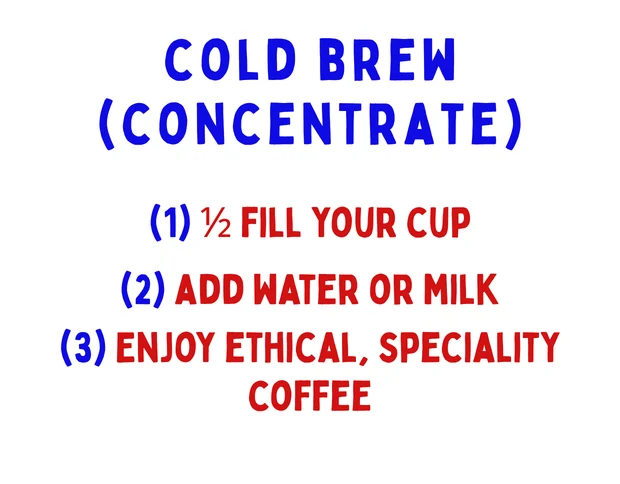 COLD BREW
(CONCENTRATE)
(1) ½ FILL YOUR CUP
(2) ADD WATER OR MILK
(3) ENJOY ETHICAL, SPECIALITY
COFFEE